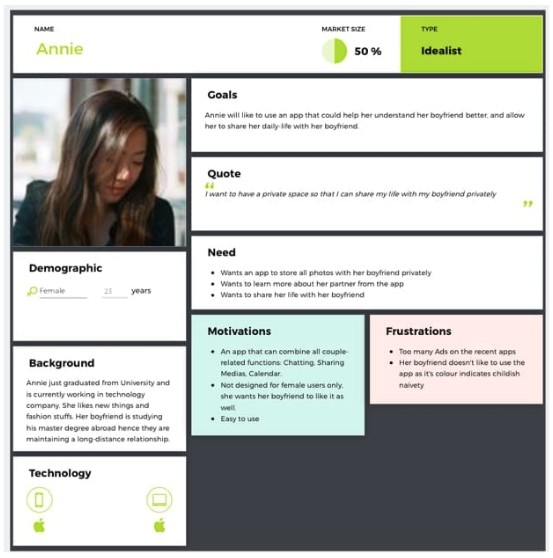 NAME
Annie
MARKET SIZE
50 %
TYPE
Idealist
Goals
Annie will like to use an app that could help her understand her boyfriend better, and allow
her to share her daily-life with her boyfriend.
Quote
“
I want to have a private space so that I can share my life with my boyfriend privately
”
Need
• Wants an app to store all photos with her boyfriend privately
• Wants to learn more about her partner from the app
• Wants to share her life with her boyfriend
Demographic
Female 23 years
Background
Annie just graduated from University and
is currently working in technology
company. She likes new things and
fashion stuffs. Her boyfriend is studying
his master degree abroad hence they are
maintaining a long-distance relationship.
Technology
Motivations
• An app that can combine all couple-
related functions: Chatting, Sharing
Medias, Calendar.
• Not designed for female users only,
she wants her boyfriend to like it as
well.
• Easy to use
Frustrations
• Too many Ads on the recent apps
• Her boyfriend doesn't like to use the
app as it's colour indicates childish
naivety